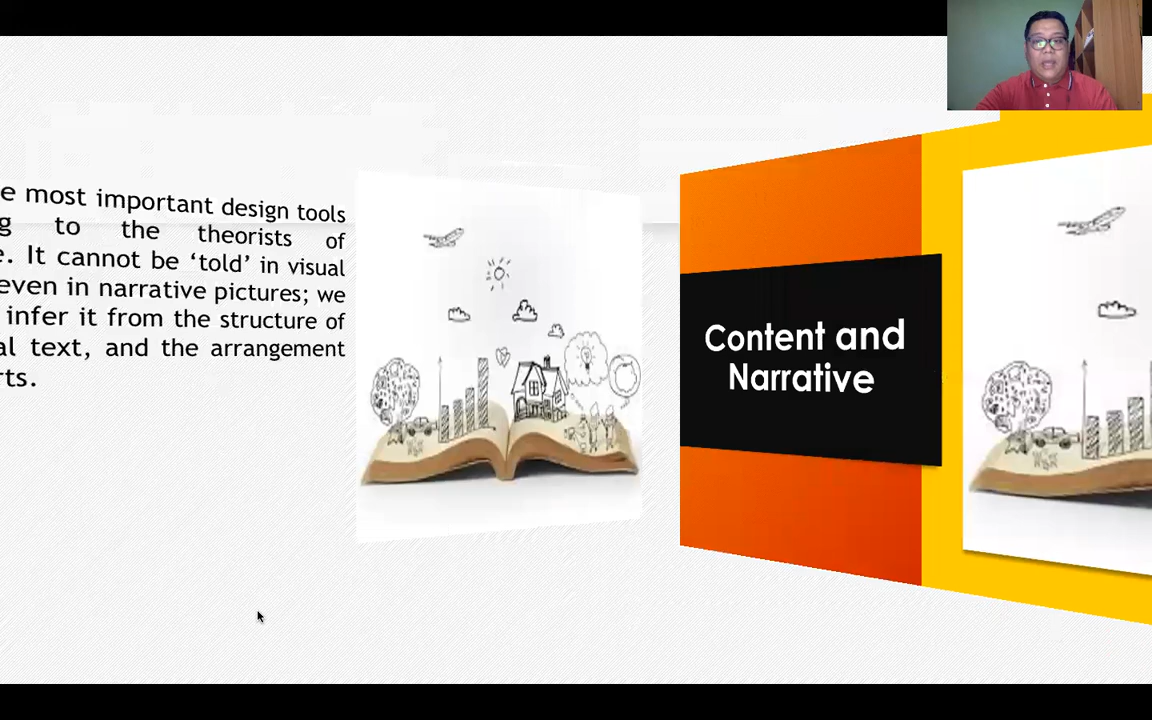 e most important design tools
g to the theorists of
e. It cannot be ‘told’ in visual
even in narrative pictures; we
infer it from the structure of
al text, and the arrangement
rts.
Content and
Narrative